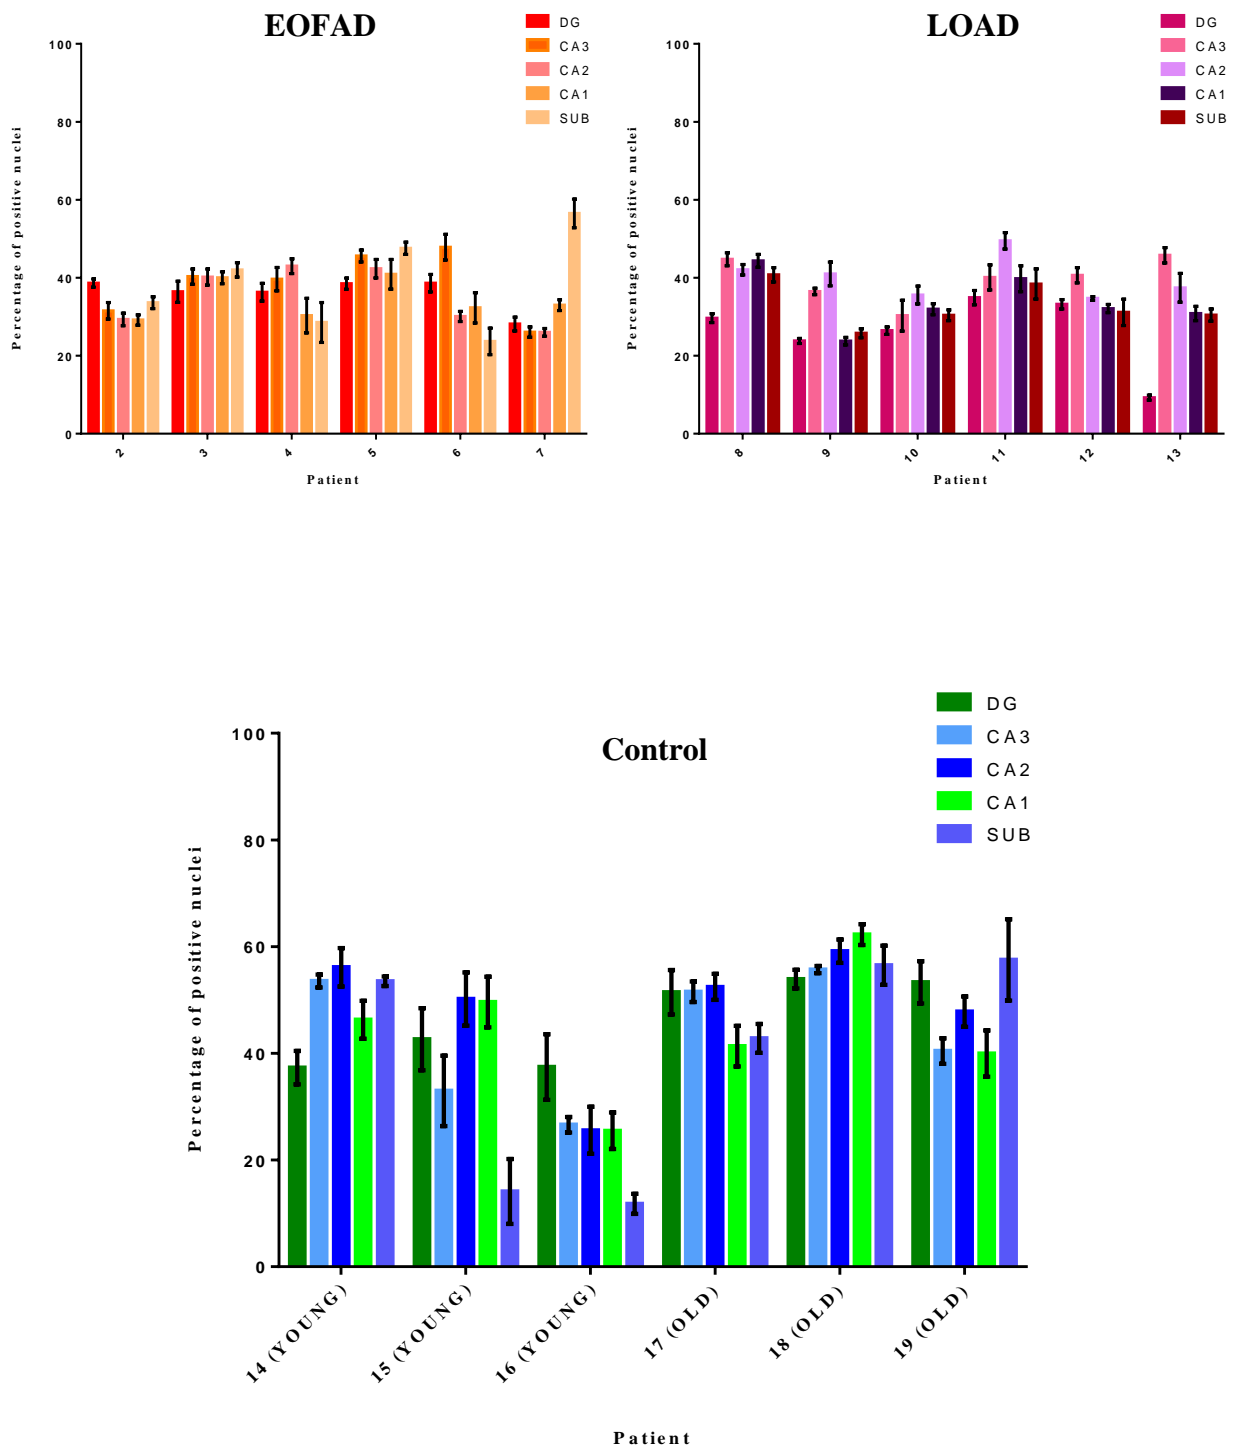 EOFAD
DG
CA3
CA2
CA1
SUB
100
80
60
40
20
0
Percentage of positive nuclei
2
3
4
5
6
7
Patient
LOAD
DG
CA3
CA2
CA1
SUB
100
80
60
40
20
0
Percentage of positive nuclei
8
9
10
11
12
13
Patient
Control
DG
CA3
CA2
CA1
SUB
100
80
60
40
20
0
Percentage of positive nuclei
14 (YOUNG)
15 (YOUNG)
16 (YOUNG)
17 (OLD)
18 (OLD)
19 (OLD)
Patient